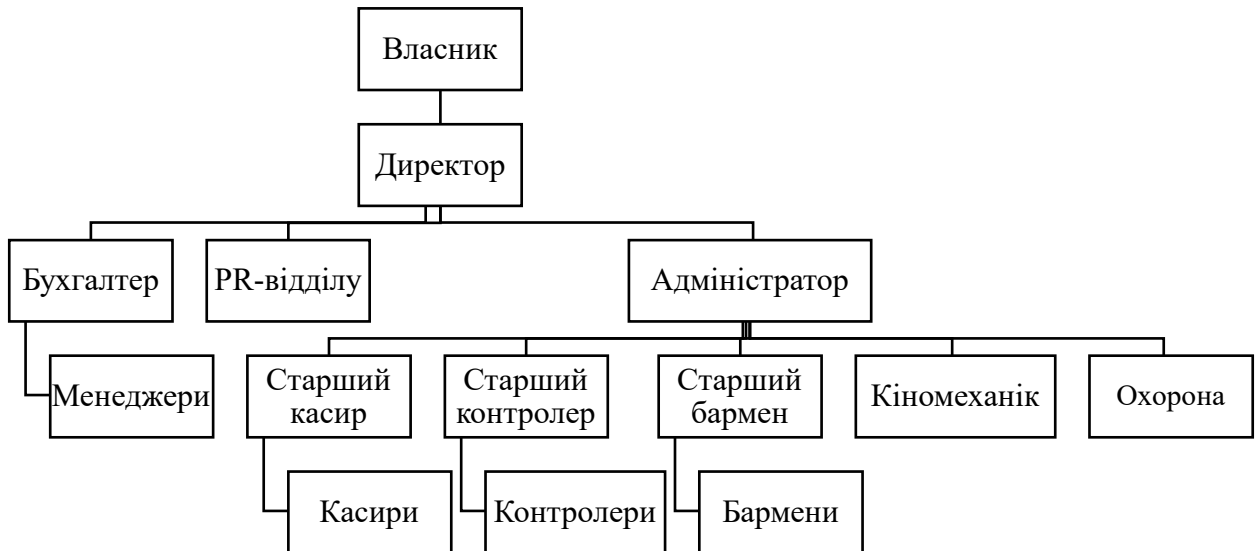 Власник
Директор
Бухгалтер
PR-відділу
Адміністратор
Менеджери
Старший
касир
Старший
контролер
Старший
бармен
Кіномеханік
Охорона
Касири
Контролери
Бармени